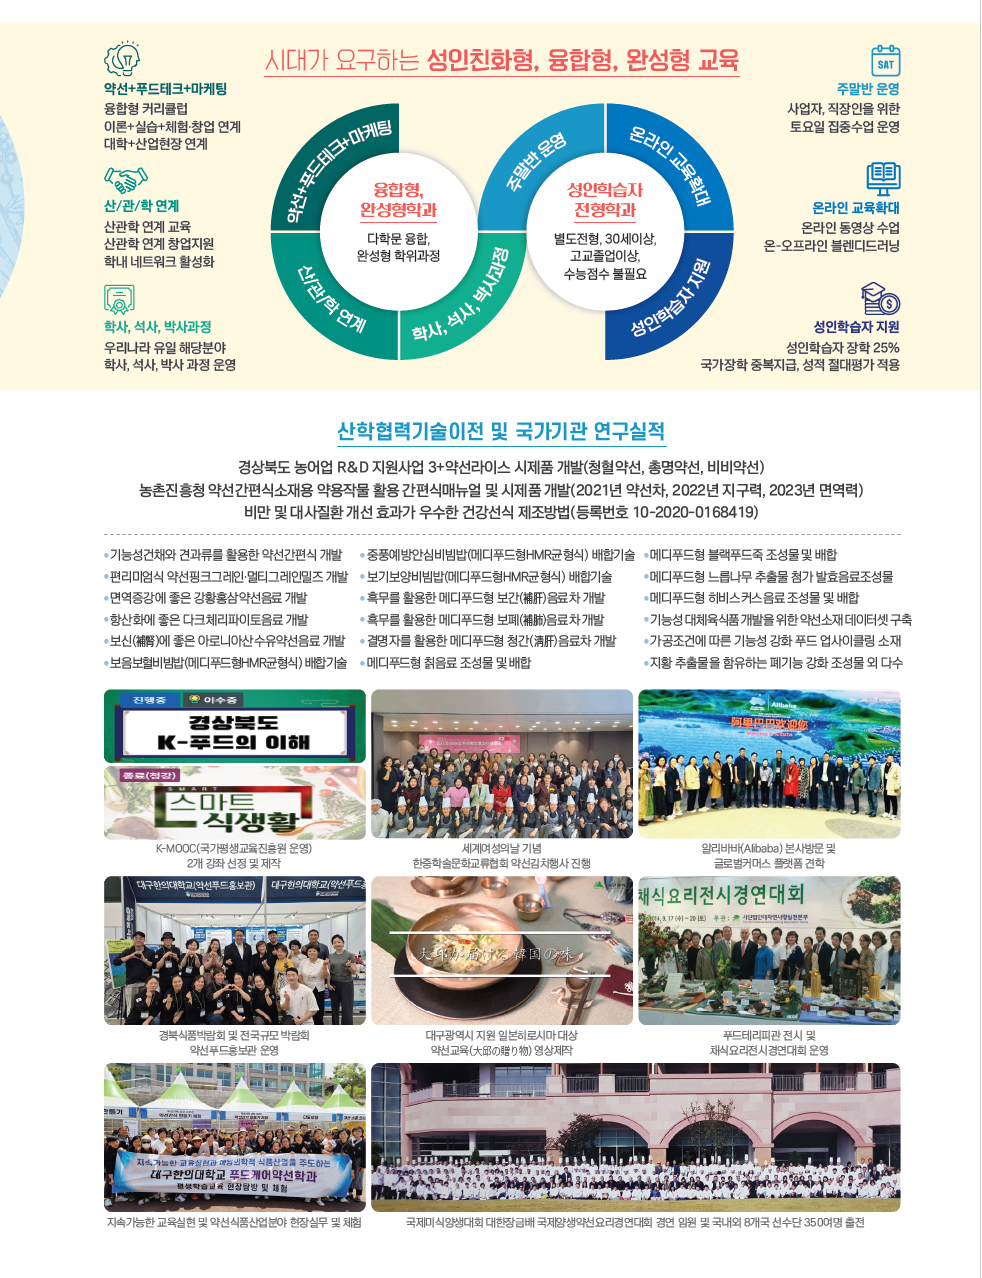 시대가 요구하는 성인진화형, 융합형, 완성형 교육
약선+푸드테크+마케팅
융합형 커리큘럼
이론+실습+체험·창업 연계
대학+산업현장 연계
산/관/학 연계
산관학 연계 교육
산관학 연계 창업지원
학내 네트워크 활성화
학사, 석사, 박사과정
우리나라 유일 해당분야
학사, 석사, 박사 과정 운영
약선+푸드테크+마케팅
산/관/학 연계
학사, 석사, 박사과정
융합형,
완성형학과
다학문 융합,
완성형 학위과정
주말반 운영
온라인 교육확대
성인학습자 지원
성인학습자
전형학과
별도전형, 30세이상,
고교졸업이상,
수능점수 불필요
SAT
주말반 운영
사업자, 직장인을 위한
토요일 집중수업 운영
온라인 교육확대
온라인 동영상 수업
온-오프라인 블렌디드러닝
성인학습자 지원
성인학습자 장학 25%
국가장학 중복지급, 성적 절대평가 적용
산학협력기술이전 및 국가기관 연구실적
경상북도 농어업 R&D 지원사업 3+약선라이스 시제품 개발(청혈약선, 총명약선, 비비약선)
농촌진흥청 약선간편식소재용 약용작물 활용 간편식매뉴얼 및 시제품 개발(2021년 약선차, 2022년 지구력, 2023년 면역력)
비만 및 대사질환 개선 효과가 우수한 건강선식 제조방법(등록번호 10-2020-0168419)
•기능성건채와 견과류를 활용한 약선간편식 개발
•편리미엄식 약선핑크그레인·멀티그레인밀즈 개발
•면역증강에 좋은 강황홍삼약선음료 개발
•항산화에 좋은 다크체리파이토음료 개발
•보신(補腎)에 좋은 아로니아산수유약선음료 개발
•보음보혈비빔밥(메디푸드형HMR균형식) 배합기술
•중풍예방안심비빔밥(메디푸드형HMR균형식) 배합기술
•보기보양비빔밥(메디푸드형HMR균형식) 배합기술
•흑무를 활용한 메디푸드형 보간(補肝)음료차 개발
•흑무를 활용한 메디푸드형 보폐(補肺)음료차 개발
•결명자를 활용한 메디푸드형 청간(淸肝)음료차 개발
•메디푸드형 칡음료 조성물 및 배합
•메디푸드형 블랙푸드죽 조성물 및 배합
•메디푸드형 느릅나무 추출물 첨가 발효음료조성물
•메디푸드형 히비스커스음료 조성물 및 배합
•기능성 대체육식품 개발을 위한 약선소재 데이터셋 구축
•가공조건에 따른 기능성 강화 푸드 업사이클링 소재
•지황 추출물을 함유하는 폐기능 강화 조성물 외 다수
진행중
이수증
경상북도
K-푸드의 이해
종료(청강)
SMART
스마트
식생활
K-MOOC(국가평생교육진흥원 운영)
2개 강좌 선정 및 제작
세계여성의날 기념
한중학술문화교류협회 약선김치행사 진행
Alibaba
阿里巴巴欢迎您
알리바바(Alibaba) 본사방문 및
글로벌커머스 플랫폼 견학
대구한의대학교(약선푸드홍보관)
대구한의대학교(약선푸드
경북식품박람회 및 전국규모 박람회
약선푸드홍보관 운영
大邱が届ける韓国の味
대구광역시 지원 일본히로시마 대상
약선교육(大邱の贈り物) 영상제작
채식요리전시경연대회
2014. 9. 17 (수) ~ 20 (토)
푸드테리피관 전시 및
채식요리전시경연대회 운영
대구한의대학교 푸드케어약선학과
평생학습교육 현장탐방 및 체험
지속가능한 교육실현 및 약선식품산업분야 현장실무 및 체험
국제미식양생대회 대한장금배 국제양생약선요리경연대회 경연 임원 및 국내외 8개국 선수단 350여명 출전